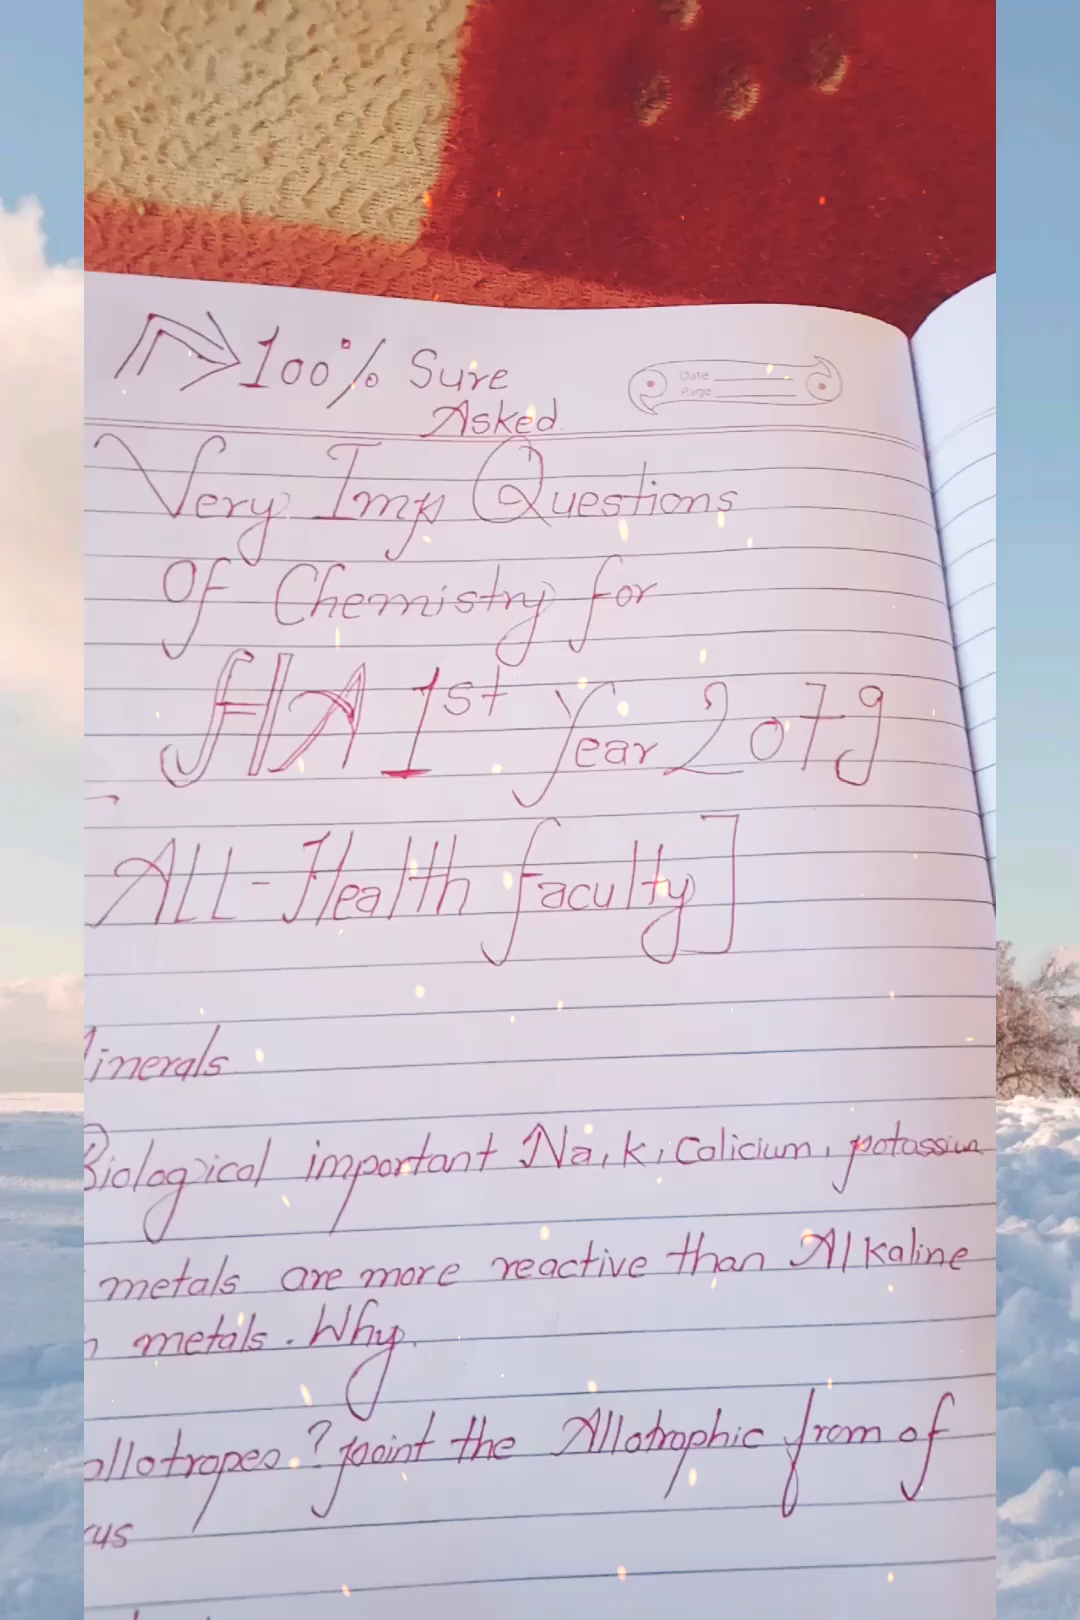 100% Sure
Asked.
Date
Page
Very Imp Questions
Of Chemistry for
HA 1st Year 2079
ALL-Health faculty]
inerals
Biological important Na, K, Calicium, potassium
metals are more reactive than Alkaline
metals. Why.
allotropes? point the Allotrophic from of
rus